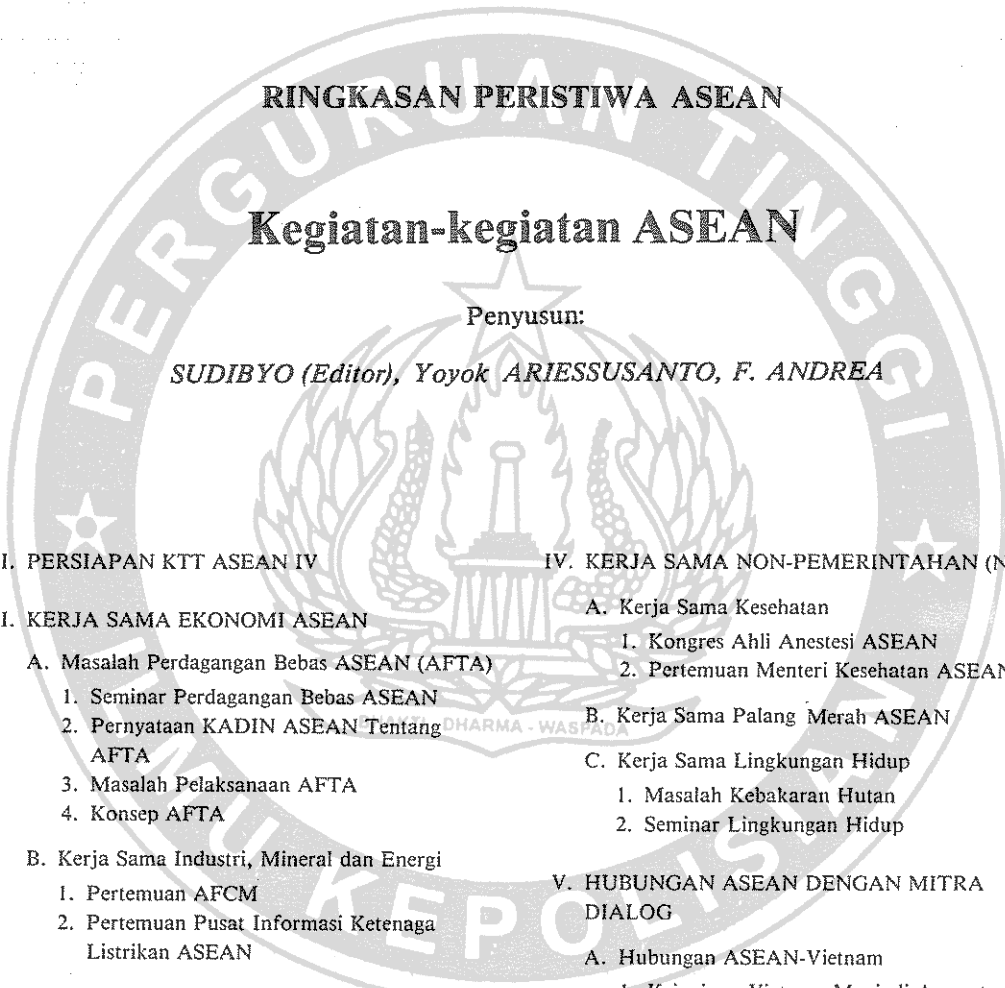 RINGKASAN PERISTIWA ASEAN
Kegiatan-kegiatan ASEAN
Penyusun:
SUDIBYO (Editor), Yoyok ARIESSUSANTO, F. ANDREA
I. PERSIAPAN KTT ASEAN IV
I. KERJA SAMA EKONOMI ASEAN
A. Masalah Perdagangan Bebas ASEAN (AFTA)
1. Seminar Perdagangan Bebas ASEAN
2. Pernyataan KADIN ASEAN Tentang
AFTA
3. Masalah Pelaksanaan AFTA
4. Konsep AFTA
B. Kerja Sama Industri, Mineral dan Energi
1. Pertemuan AFCM
2. Pertemuan Pusat Informasi Ketenaga
Listrikan ASEAN
IV. KERJA SAMA NON-PEMERINTAHAN (N
A. Kerja Sama Kesehatan
1. Kongres Ahli Anestesi ASEAN
2. Pertemuan Menteri Kesehatan ASEAN
B. Kerja Sama Palang Merah ASEAN
C. Kerja Sama Lingkungan Hidup
1. Masalah Kebakaran Hutan
2. Seminar Lingkungan Hidup
V. HUBUNGAN ASEAN DENGAN MITRA
DIALOG
A. Hubungan ASEAN-Vietnam
PERGURUAN TINGGI
ILMU KEPOLISIAN
DHARMA - WASPADA